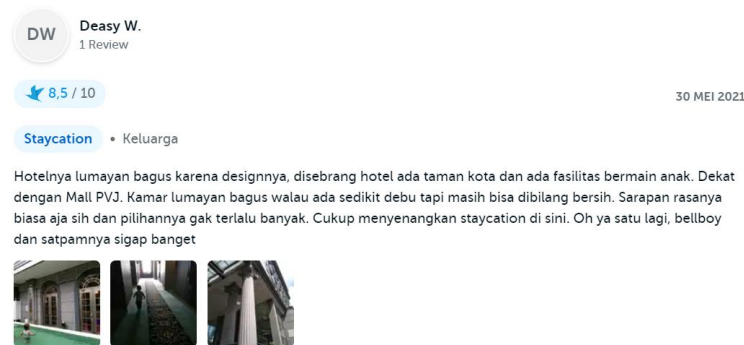 DW
Deasy W.
1 Review
8,5 / 10
30 MEI 2021
Staycation • Keluarga
Hotelnya lumayan bagus karena designnya, disebrang hotel ada taman kota dan ada fasilitas bermain anak. Dekat
dengan Mall PVJ. Kamar lumayan bagus walau ada sedikit debu tapi masih bisa dibilang bersih. Sarapan rasanya
biasa aja sih dan pilihannya gak terlalu banyak. Cukup menyenangkan staycation di sini. Oh ya satu lagi, bellboy
dan satpamnya sigap banget